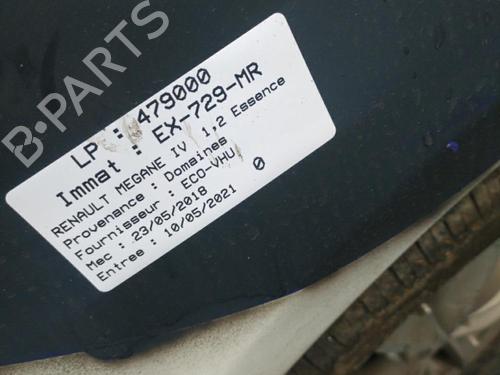 LP : 479000
Immat : EX-729-MR
RENAULT MEGANE IV 1,2 Essence
Provenance : Domaines
Fournisseur : ECO-VHU
Mec : 23/05/2018 0
Entree : 10/05/2021
B-PARTS